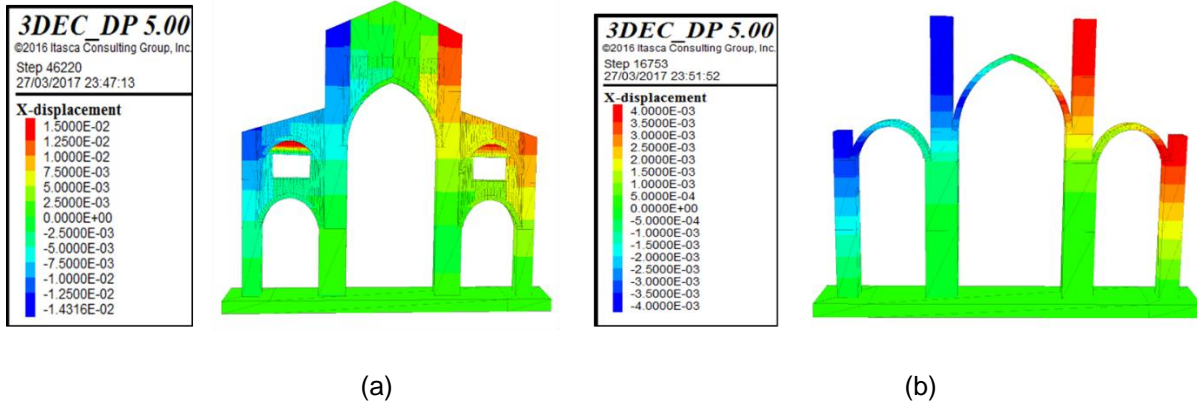 3DEC_DP 5.00
©2016 Itasca Consulting Group, Inc.
Step 46220
27/03/2017 23:47:13
X-displacement
1.5000E-02
1.2500E-02
1.0000E-02
7.5000E-03
5.0000E-03
2.5000E-03
0.0000E+00
-2.5000E-03
-5.0000E-03
-7.5000E-03
-1.0000E-02
-1.2500E-02
-1.4316E-02
3DEC_DP 5.00
©2016 Itasca Consulting Group, Inc.
Step 16753
27/03/2017 23:51:52
X-displacement
4.0000E-03
3.5000E-03
3.0000E-03
2.5000E-03
2.0000E-03
1.5000E-03
1.0000E-03
5.0000E-04
0.0000E+00
-5.0000E-04
-1.0000E-03
-1.5000E-03
-2.0000E-03
-2.5000E-03
-3.0000E-03
-3.5000E-03
-4.0000E-03
(a)
(b)